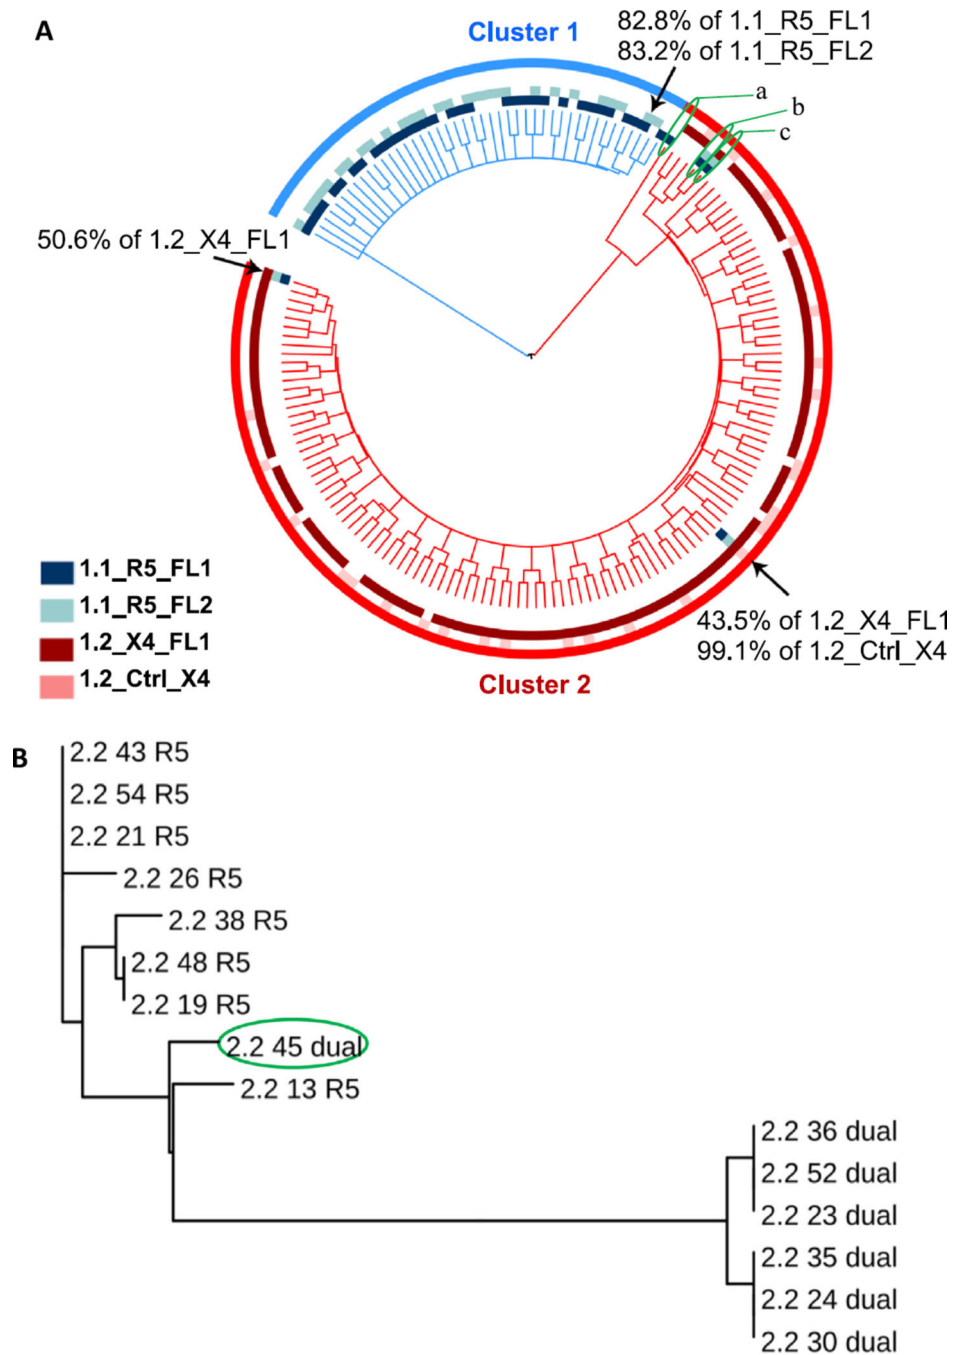 A
Cluster 1
82.8% of 1.1_R5_FL1
83.2% of 1.1_R5_FL2
a
b
c
50.6% of 1.2_X4_FL1
1.1_R5_FL1
1.1_R5_FL2
1.2_X4_FL1
1.2_Ctrl_X4
43.5% of 1.2_X4_FL1
99.1% of 1.2_Ctrl_X4
Cluster 2
B
2.2 43 R5
2.2 54 R5
2.2 21 R5
2.2 26 R5
2.2 38 R5
2.2 48 R5
2.2 19 R5
2.2 45 dual
2.2 13 R5
2.2 36 dual
2.2 52 dual
2.2 23 dual
2.2 35 dual
2.2 24 dual
2.2 30 dual